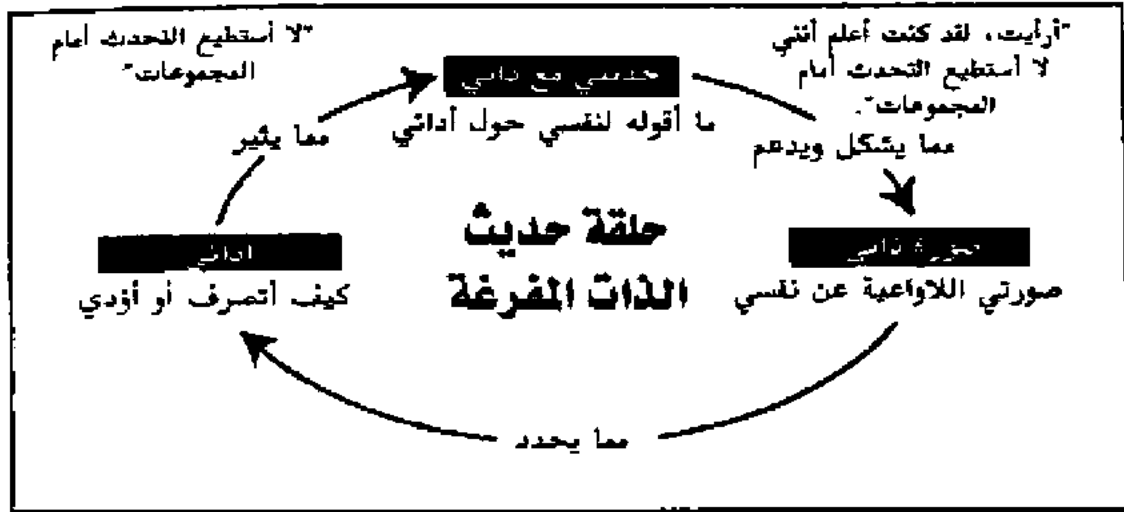 "أرأيت، لقد كنت أعلم أنني
لا أستطيع التحدث أمام
المجموعات".
"لا أستطيع التحدث أمام
المجموعات"
حديثي مع ذاتي
ما أقوله لنفسي حول أدائي
مما يشكل ويدعم
مما يثير
صورة ذاتي
صورتي اللاواعية عن نفسي
حلقة حديث
الذات المفرغة
أدائي
كيف أتصرف أو أؤدي
مما يحدد